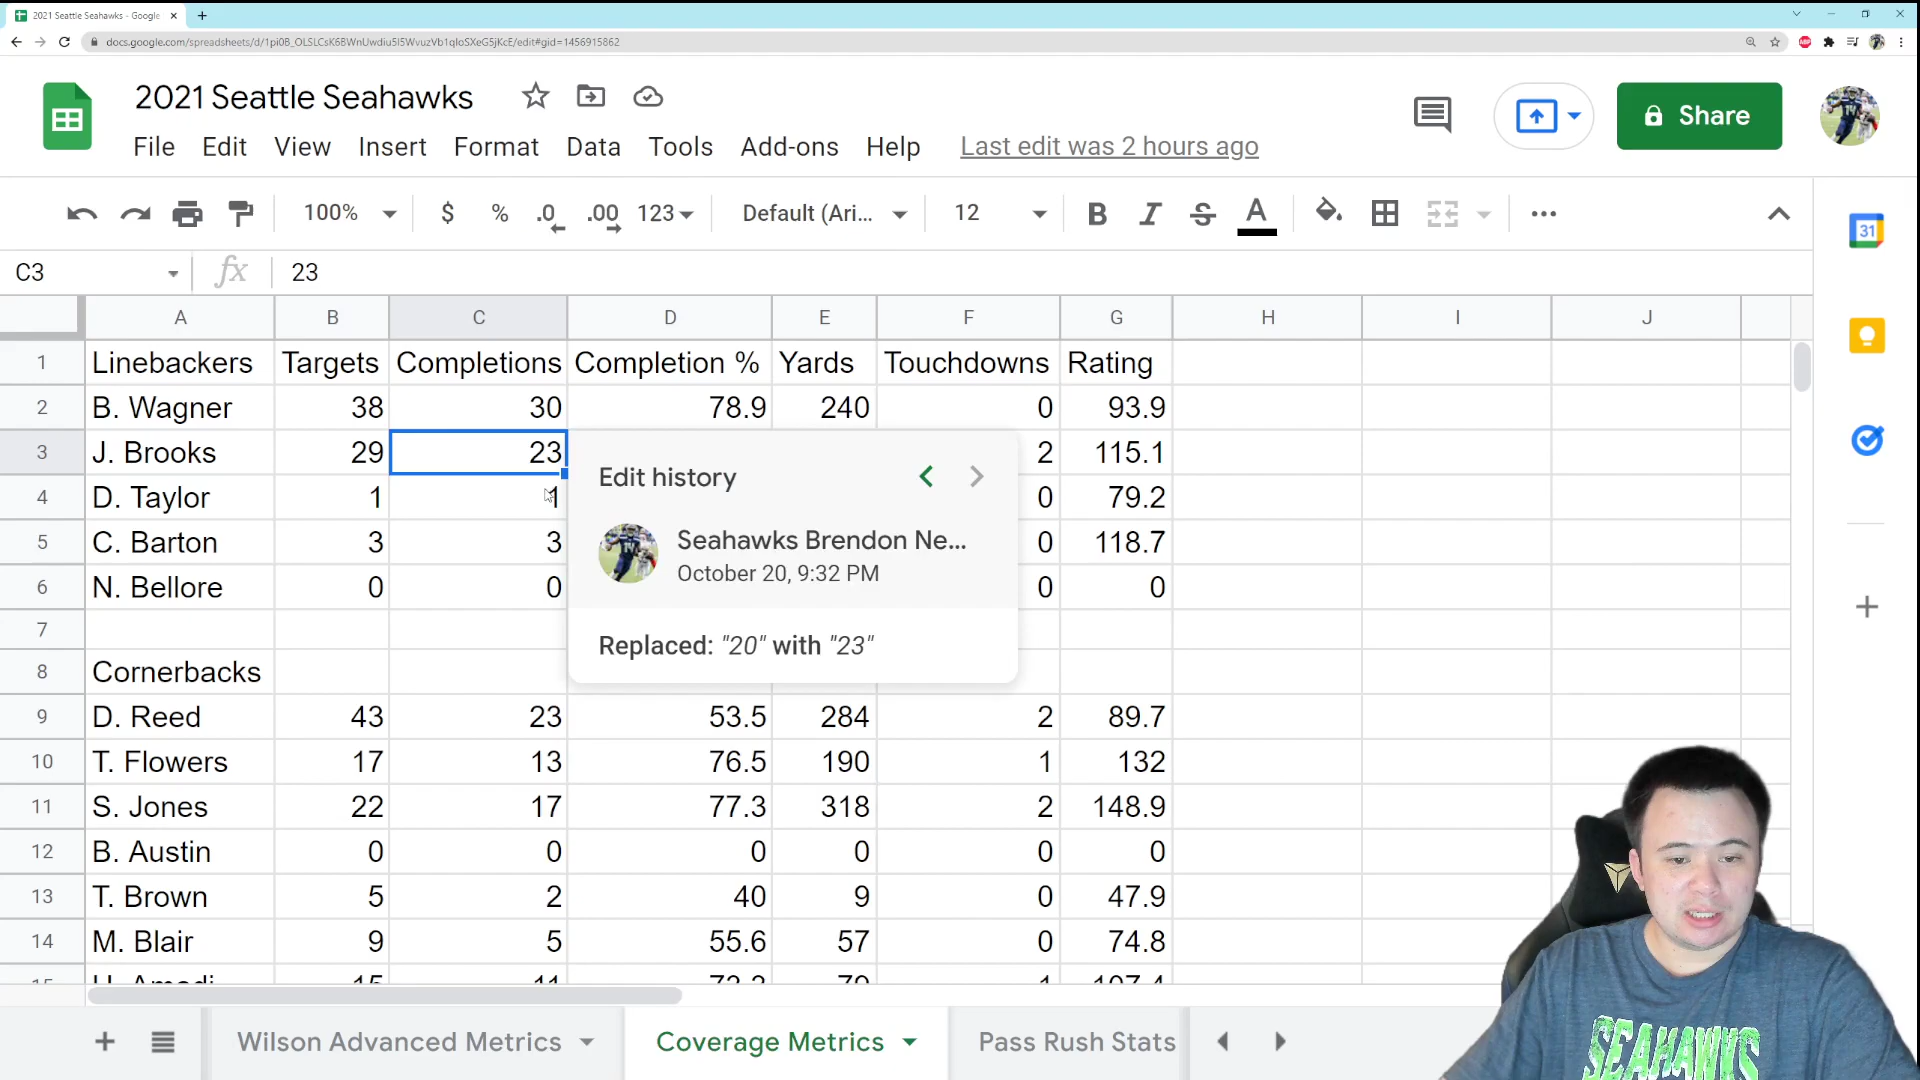 2021 Seattle Seahawks - Google
docs.google.com/spreadsheets/d/1pi0B_OLSLCsK6BWnUwdiu5I5WvuzVb1qIoSXeG5jKcE/edit#gid=1456915862
2021 Seattle Seahawks
File Edit View Insert Format Data Tools Add-ons Help Last edit was 2 hours ago
Share
100% $ % .0 .00 123 Default (Ari... 12 B I S A
31
C3 fx 23
A B C D E F G H I J
1 Linebackers Targets Completions Completion % Yards Touchdowns Rating
2 B. Wagner 38 30 78.9 240 0 93.9
3 J. Brooks 29 23 2 115.1
4 D. Taylor 1 1 0 79.2
5 C. Barton 3 3 0 118.7
6 N. Bellore 0 0 0 0
Edit history
Seahawks Brendon Ne...
October 20, 9:32 PM
Replaced: "20" with "23"
7
8 Cornerbacks
9 D. Reed 43 23 53.5 284 2 89.7
10 T. Flowers 17 13 76.5 190 1 132
11 S. Jones 22 17 77.3 318 2 148.9
12 B. Austin 0 0 0 0 0 0
13 T. Brown 5 2 40 9 0 47.9
14 M. Blair 9 5 55.6 57 0 74.8
Wilson Advanced Metrics Coverage Metrics Pass Rush Stats
SEAHAWKS